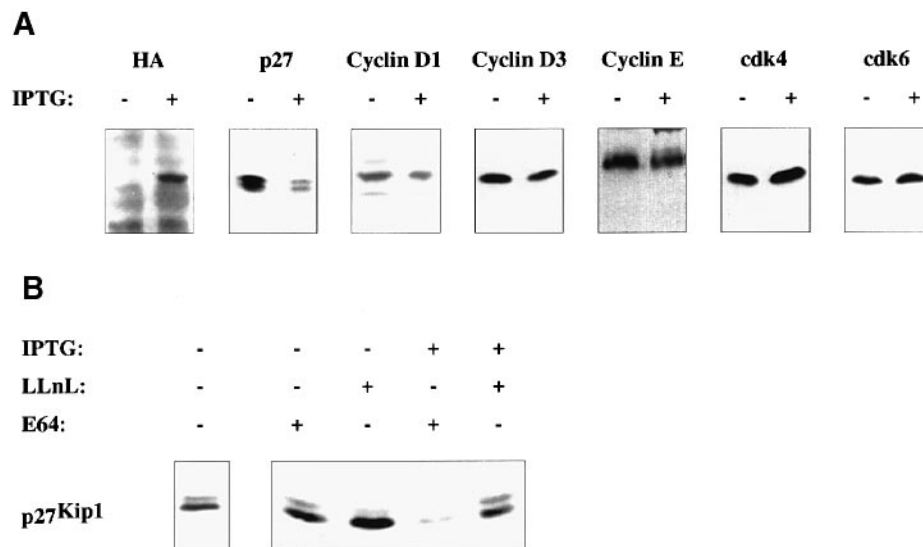 A
HA p27 Cyclin D1 Cyclin D3 Cyclin E cdk4 cdk6
IPTG: - + - + - + - + - + - + - +
B
IPTG: - - - + +
LLnL: - - + - +
E64: - + - + -
p27Kip1